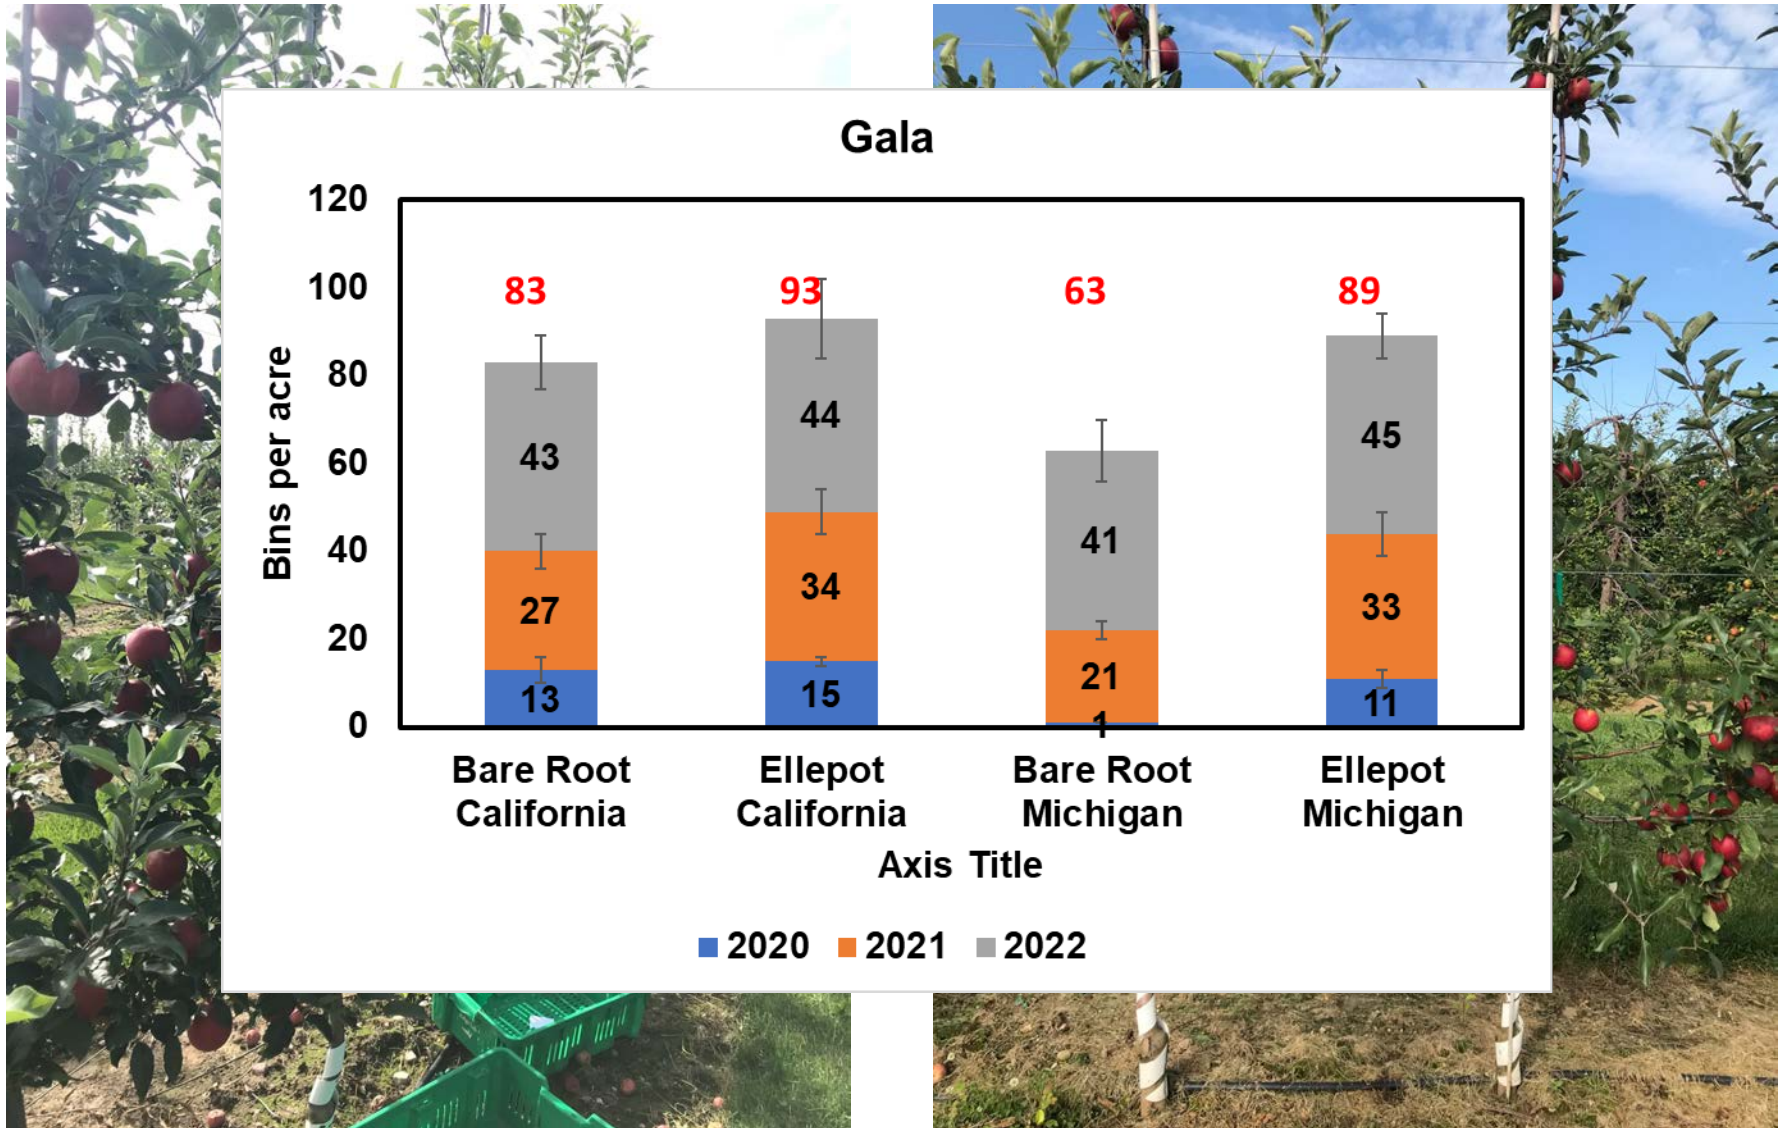 Gala
120
100
80
60
40
20
0
Bins per acre
83
93
63
89
43
44
41
45
27
34
21
33
13
15
1
11
Bare Root
California
Ellepot
California
Bare Root
Michigan
Ellepot
Michigan
Axis Title
2020
2021
2022